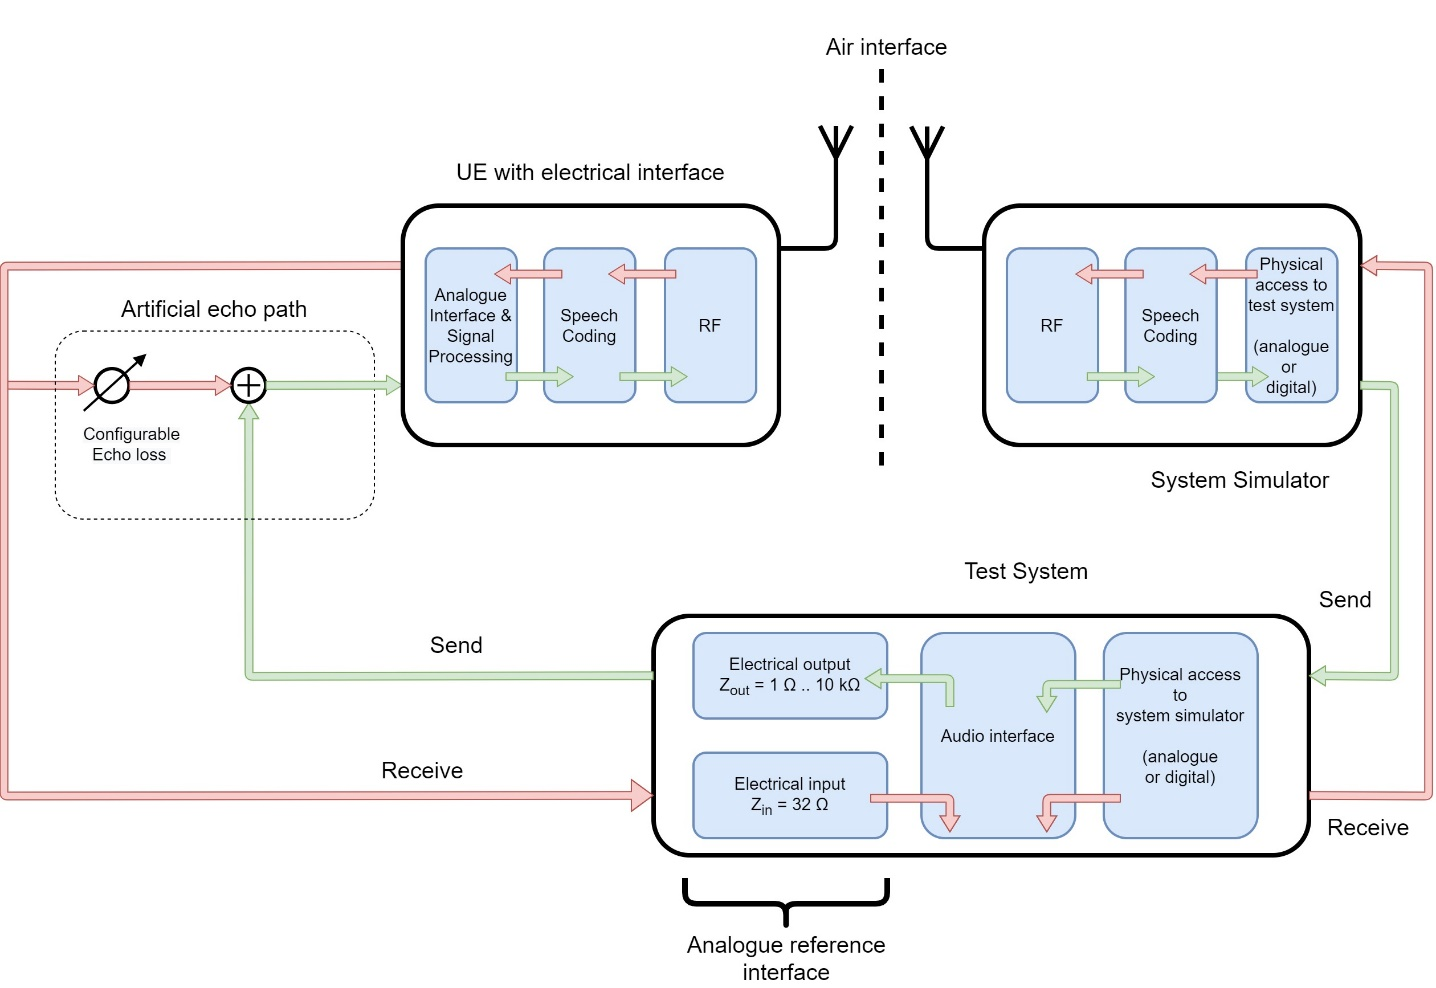 Air interface
UE with electrical interface
Analogue
Interface &
Signal
Processing
Speech
Coding
RF
RF
Speech
Coding
Physical
access to
test system
(analogue
or
digital)
System Simulator
Artificial echo path
Configurable
Echo loss
Test System
Send
Send
Electrical output
Zout = 1 Ω .. 10 kΩ
Audio interface
Physical access
to
system simulator
(analogue
or digital)
Electrical input
Zin = 32 Ω
Receive
Receive
Analogue reference
interface